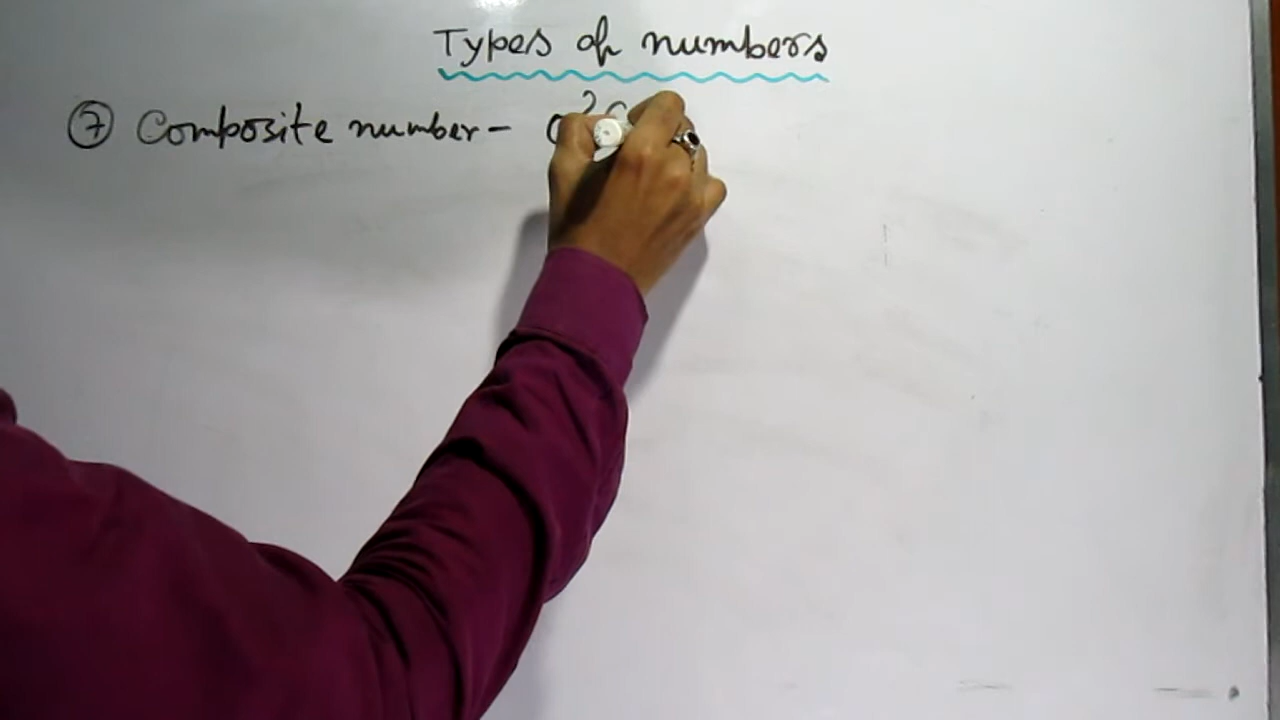 Types of numbers
⑦ Composite number -